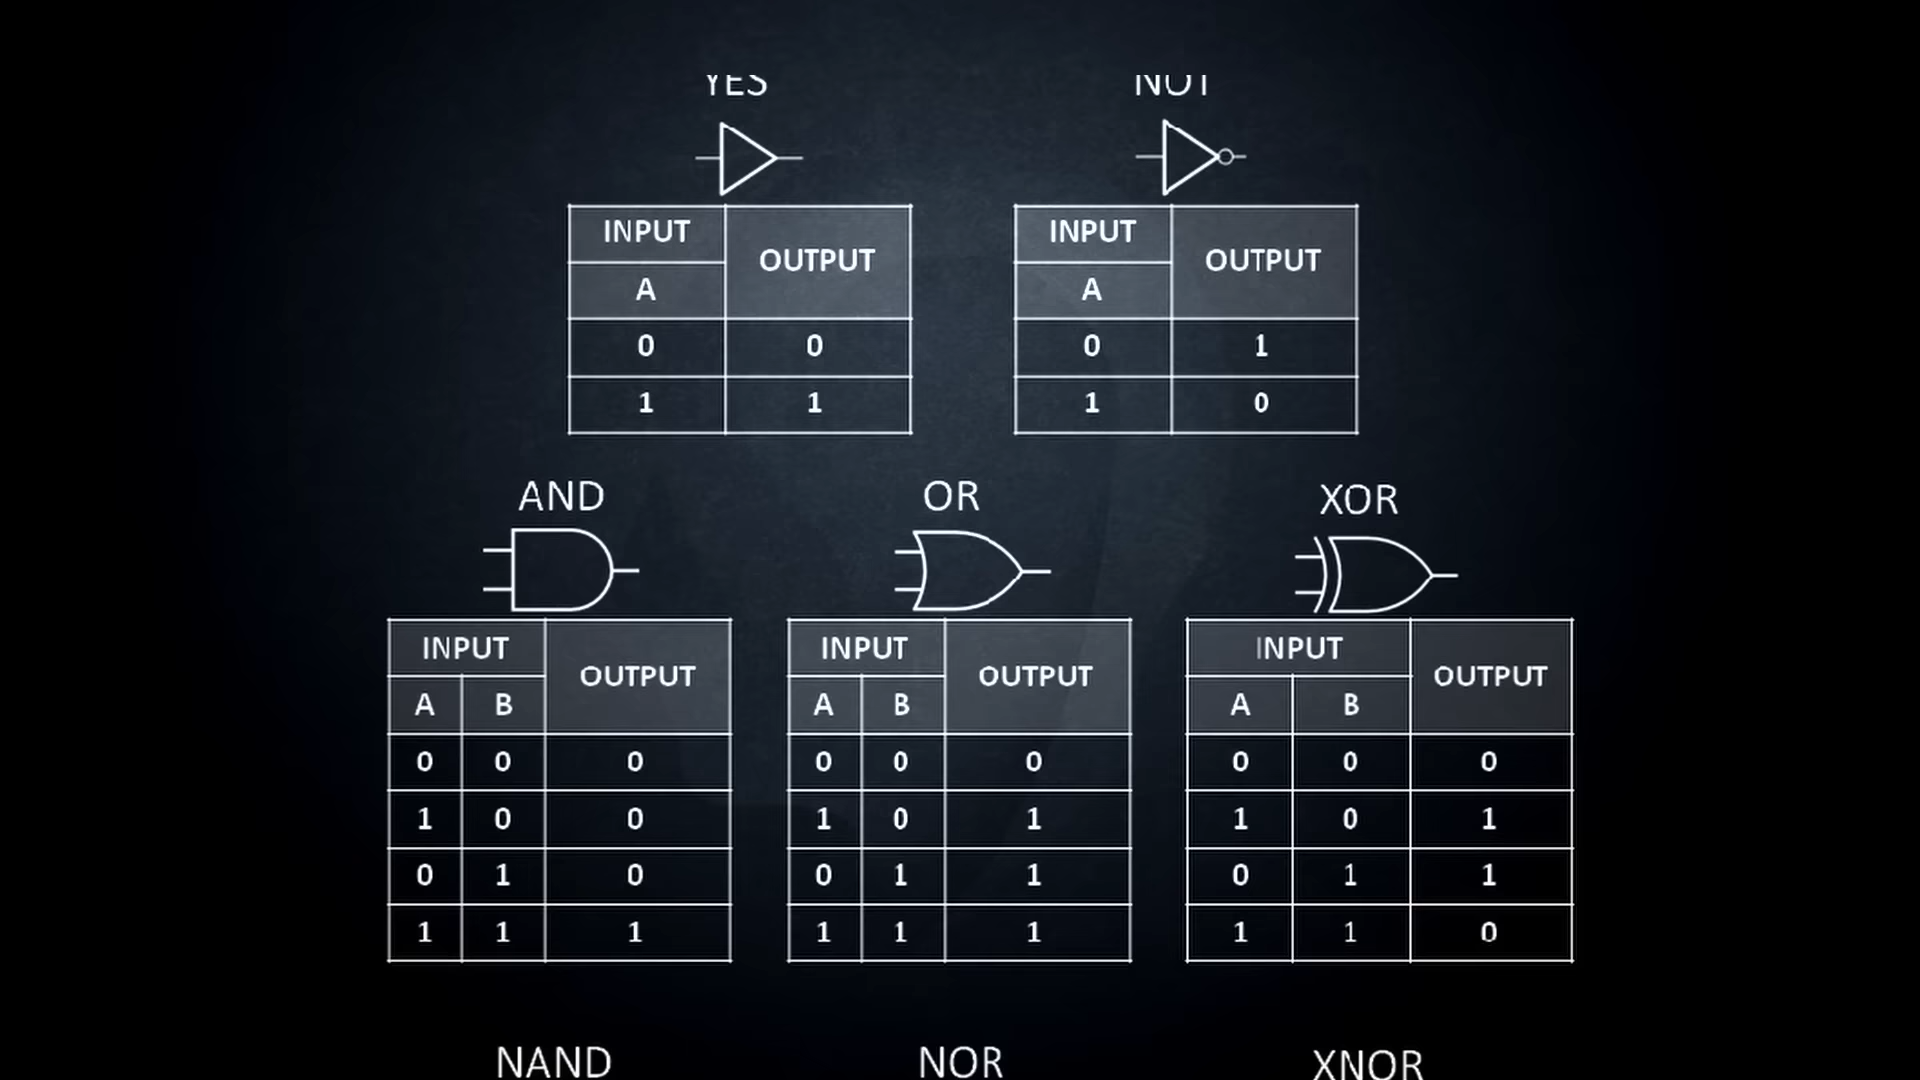 YES NOT
INPUT OUTPUT INPUT OUTPUT
A A
0 0 0 1
1 1 1 0
AND OR XOR
INPUT OUTPUT INPUT OUTPUT INPUT OUTPUT
A B A B A B
0 0 0 0 0 0 0 0 0
1 0 0 1 0 1 1 0 1
0 1 0 0 1 1 0 1 1
1 1 1 1 1 1 1 1 0
NAND NOR XNOR